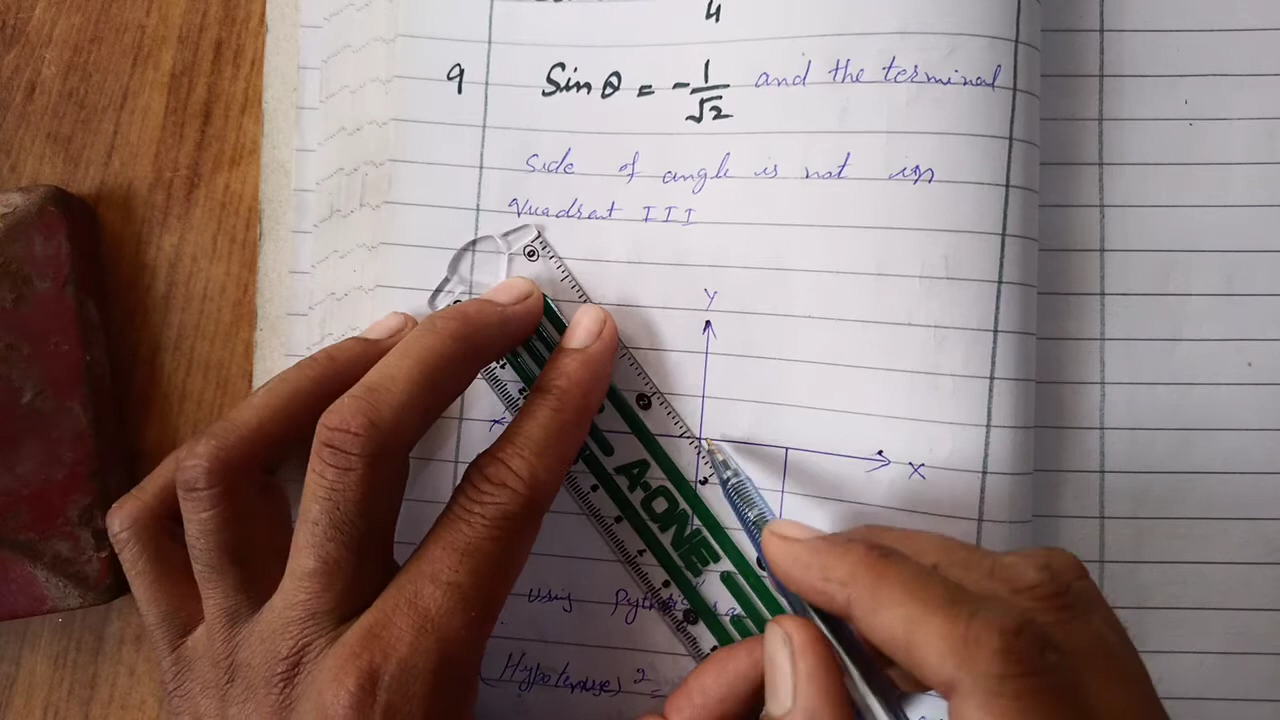 4
9 Sin θ = -1/√2 and the terminal
side of angle is not in
Quadrant III
Y
X X
A-ONE
using
(Hypotenuse)² =